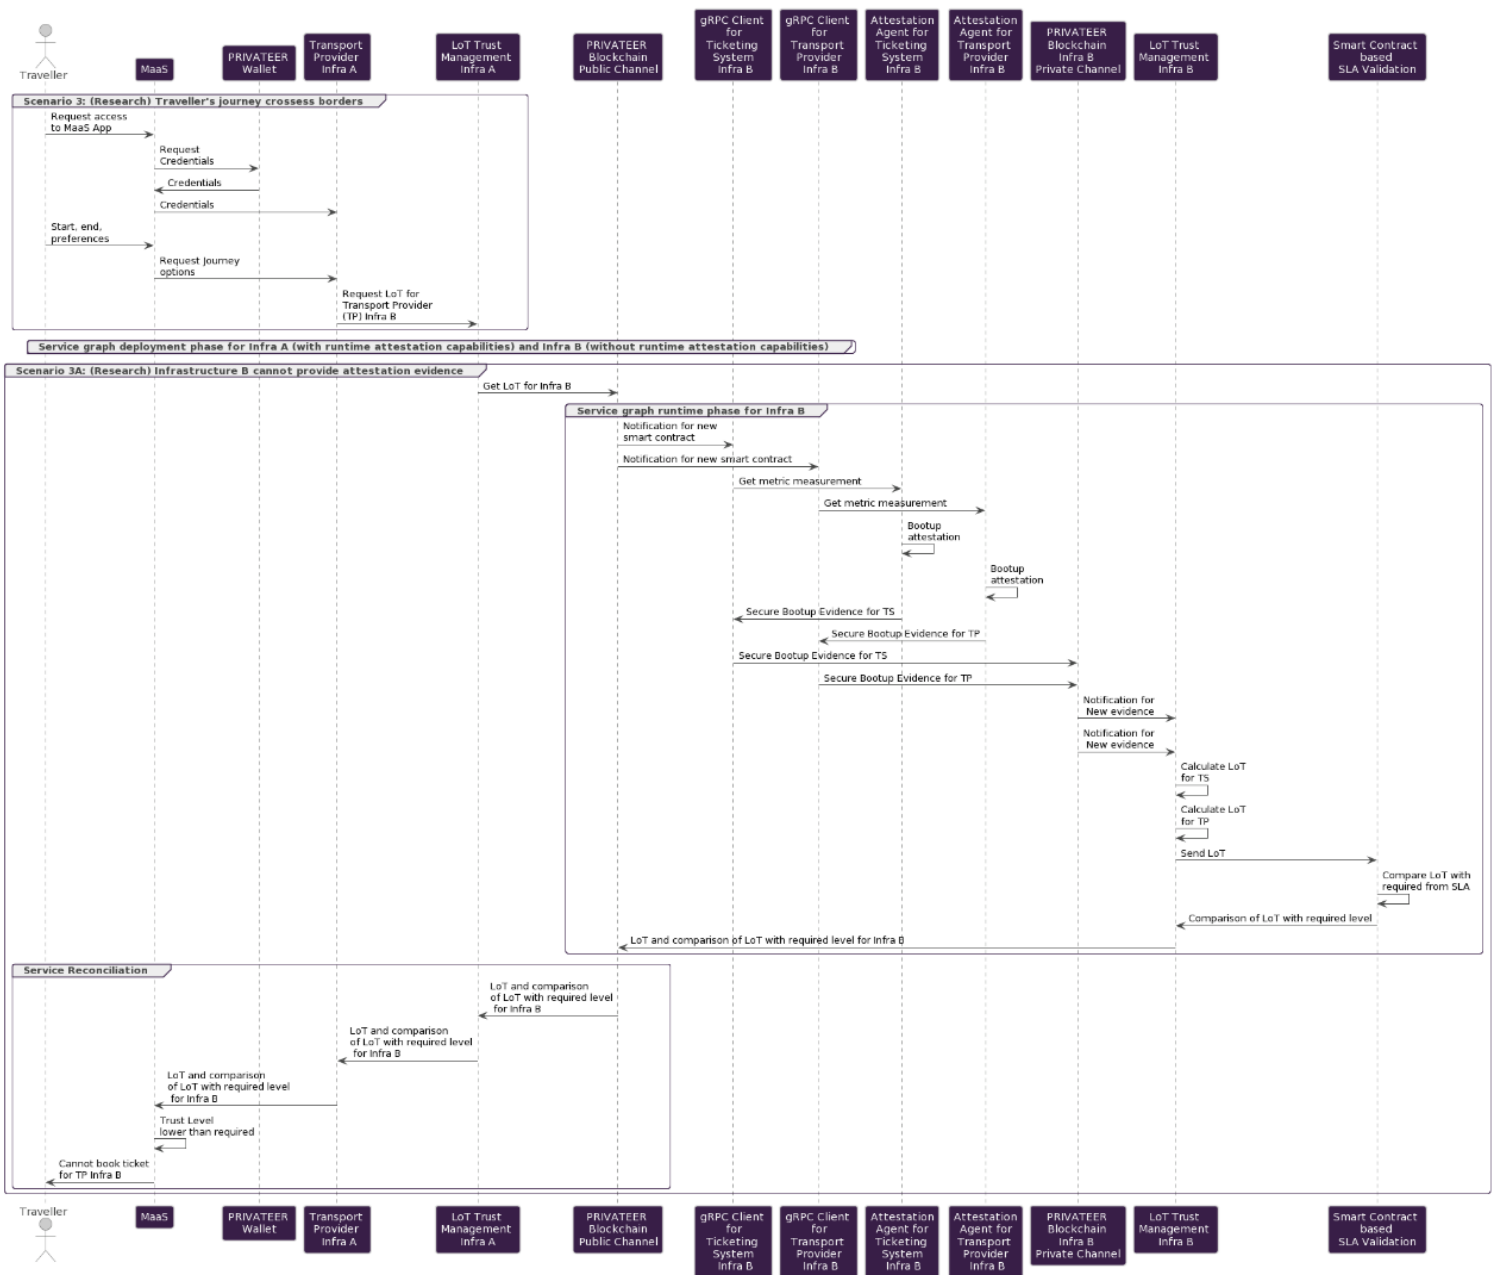 Traveller
MaaS
PRIVATEER
Wallet
Transport
Provider
Infra A
LoT Trust
Management
Infra A
PRIVATEER
Blockchain
Public Channel
gRPC Client
for
Ticketing
System
Infra B
gRPC Client
for
Transport
Provider
Infra B
Attestation
Agent for
Ticketing
System
Infra B
Attestation
Agent for
Transport
Provider
Infra B
PRIVATEER
Blockchain
Infra B
Private Channel
LoT Trust
Management
Infra B
Smart Contract
based
SLA Validation
Scenario 3: (Research) Traveller's journey crossess borders
Request access
to MaaS App
Request
Credentials
Credentials
Credentials
Start, end,
preferences
Request Journey
options
Request LoT for
Transport Provider
(TP) Infra B
Service graph deployment phase for Infra A (with runtime attestation capabilities) and Infra B (without runtime attestation capabilities)
Scenario 3A: (Research) Infrastructure B cannot provide attestation evidence
Get LoT for Infra B
Service graph runtime phase for Infra B
Notification for new
smart contract
Notification for new smart contract
Get metric measurement
Get metric measurement
Bootup
attestation
Bootup
attestation
Secure Bootup Evidence for TS
Secure Bootup Evidence for TP
Secure Bootup Evidence for TS
Secure Bootup Evidence for TP
Notification for
New evidence
Notification for
New evidence
Calculate LoT
for TS
Calculate LoT
for TP
Send LoT
Compare LoT with
required from SLA
Comparison of LoT with required level
LoT and comparison of LoT with required level for Infra B
Service Reconciliation
LoT and comparison
of LoT with required level
for Infra B
LoT and comparison
of LoT with required level
for Infra B
LoT and comparison
of LoT with required level
for Infra B
Trust Level
lower than required
Cannot book ticket
for TP Infra B
Traveller
MaaS
PRIVATEER
Wallet
Transport
Provider
Infra A
LoT Trust
Management
Infra A
PRIVATEER
Blockchain
Public Channel
gRPC Client
for
Ticketing
System
Infra B
gRPC Client
for
Transport
Provider
Infra B
Attestation
Agent for
Ticketing
System
Infra B
Attestation
Agent for
Transport
Provider
Infra B
PRIVATEER
Blockchain
Infra B
Private Channel
LoT Trust
Management
Infra B
Smart Contract
based
SLA Validation